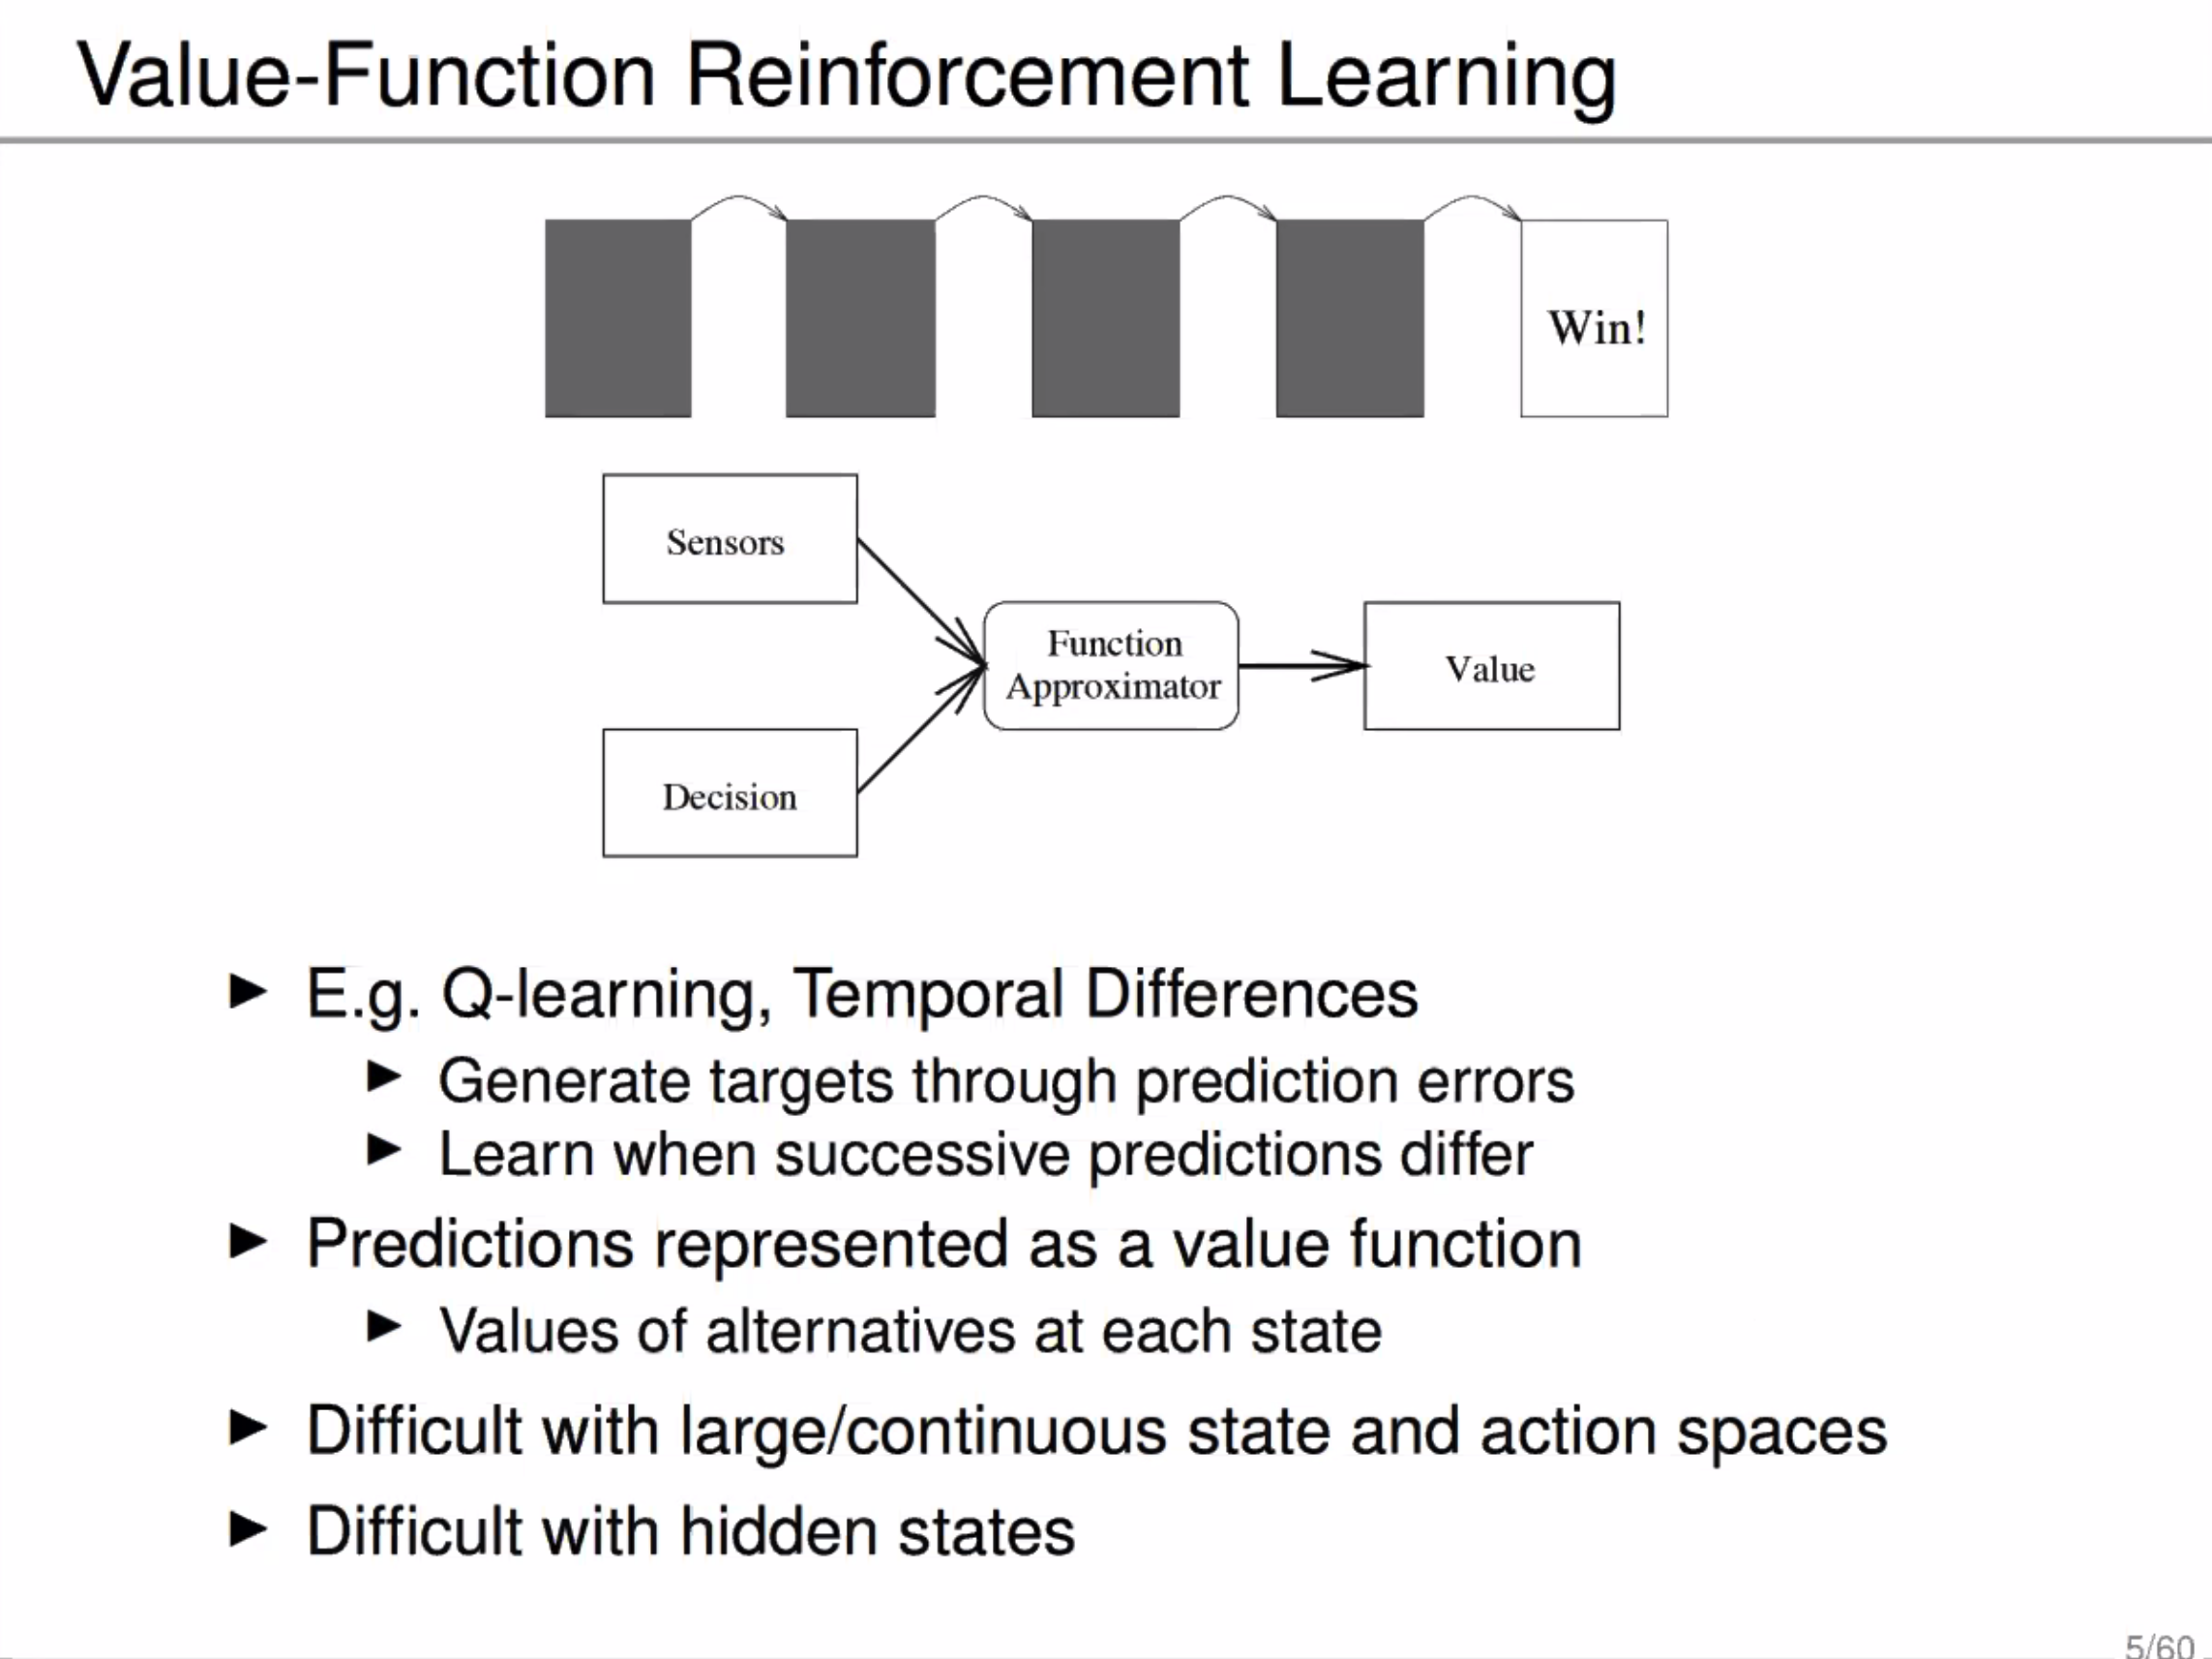 Value-Function Reinforcement Learning
Win!
Sensors
Function
Approximator
Value
Decision
E.g. Q-learning, Temporal Differences
Generate targets through prediction errors
Learn when successive predictions differ
Predictions represented as a value function
Values of alternatives at each state
Difficult with large/continuous state and action spaces
Difficult with hidden states
5/60